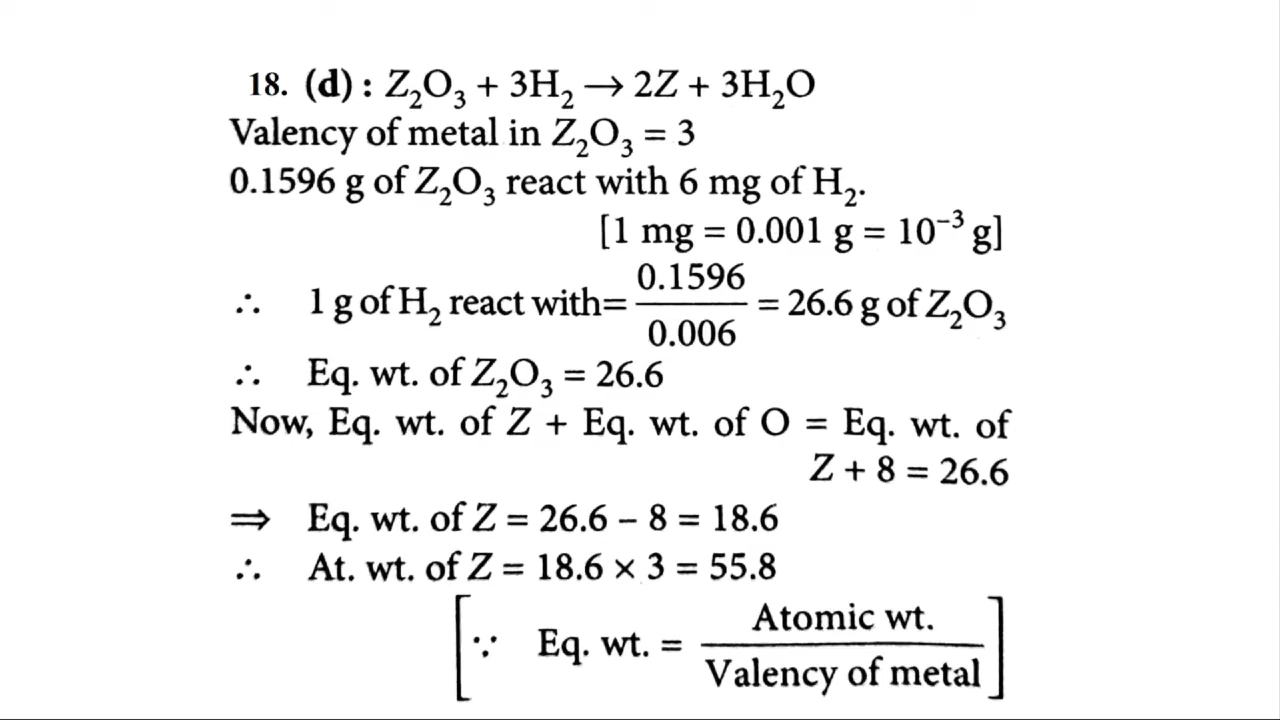 18. (d) : Z₂O₃ + 3H₂ → 2Z + 3H₂O
Valency of metal in Z₂O₃ = 3
0.1596 g of Z₂O₃ react with 6 mg of H₂.
[1 mg = 0.001 g = 10⁻³ g]
∴ 1 g of H₂ react with= 0.1596/0.006 = 26.6 g of Z₂O₃
∴ Eq. wt. of Z₂O₃ = 26.6
Now, Eq. wt. of Z + Eq. wt. of O = Eq. wt. of
Z + 8 = 26.6
⇒ Eq. wt. of Z = 26.6 – 8 = 18.6
∴ At. wt. of Z = 18.6 × 3 = 55.8
[∵ Eq. wt. = Atomic wt./Valency of metal]